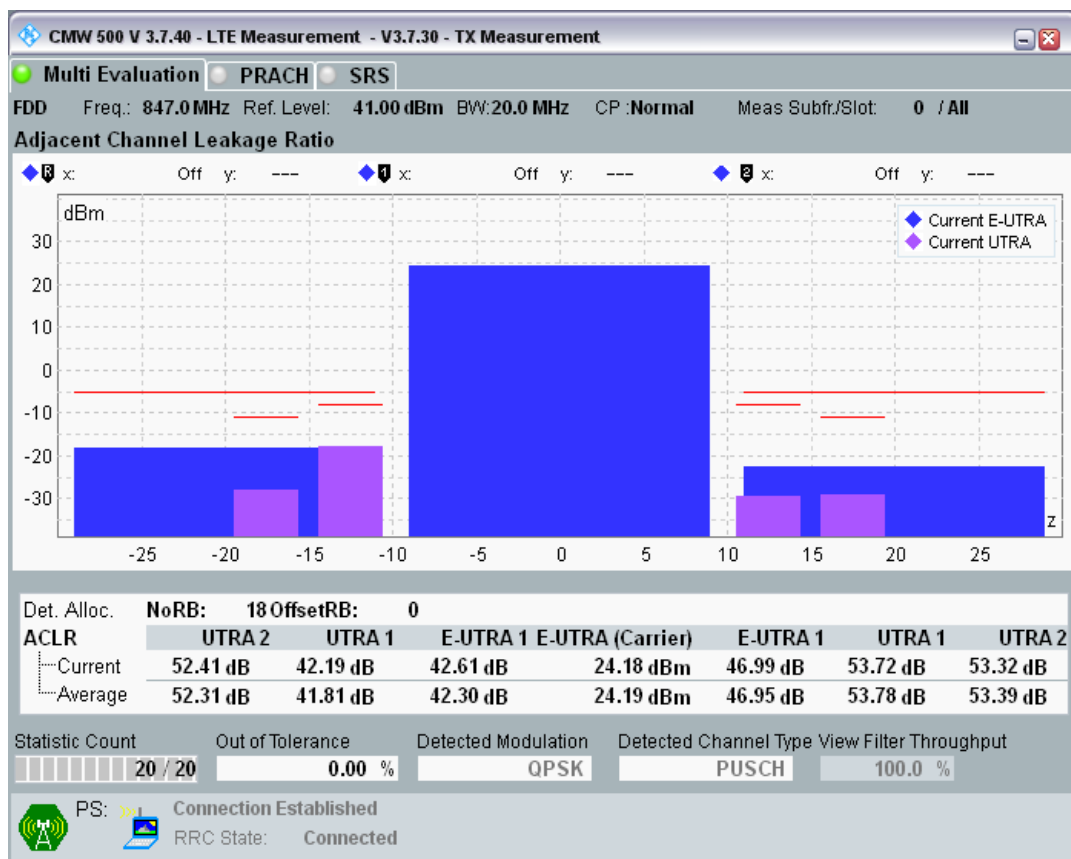 CMW 500 V 3.7.40 - LTE Measurement - V3.7.30 - TX Measurement
Multi Evaluation PRACH SRS
FDD Freq.: 847.0 MHz Ref. Level: 41.00 dBm BW:20.0 MHz CP :Normal Meas Subfr./Slot: 0 / All
Adjacent Channel Leakage Ratio
R x: Off y: --- 1 x: Off y: --- 2 x: Off y: ---
dBm
Current E-UTRA
Current UTRA
30
20
10
0
-10
-20
-30
z
-25 -20 -15 -10 -5 0 5 10 15 20 25
Det. Alloc. NoRB: 18 OffsetRB: 0
ACLR UTRA 2 UTRA 1 E-UTRA 1 E-UTRA (Carrier) E-UTRA 1 UTRA 1 UTRA 2
Current 52.41 dB 42.19 dB 42.61 dB 24.18 dBm 46.99 dB 53.72 dB 53.32 dB
Average 52.31 dB 41.81 dB 42.30 dB 24.19 dBm 46.95 dB 53.78 dB 53.39 dB
Statistic Count Out of Tolerance Detected Modulation Detected Channel Type View Filter Throughput
20 / 20 0.00 % QPSK PUSCH 100.0 %
PS: Connection Established
RRC State: Connected